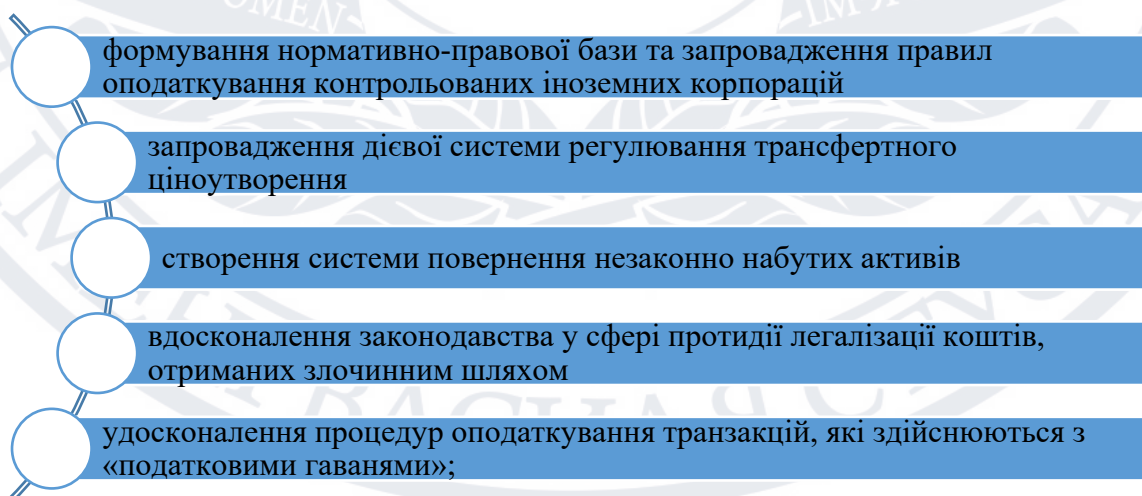 формування нормативно-правової бази та запровадження правил
оподаткування контрольованих іноземних корпорацій
запровадження дієвої системи регулювання трансфертного
ціноутворення
створення системи повернення незаконно набутих активів
вдосконалення законодавства у сфері протидії легалізації коштів,
отриманих злочинним шляхом
удосконалення процедур оподаткування транзакцій, які здійснюються з
«податковими гаванями»;